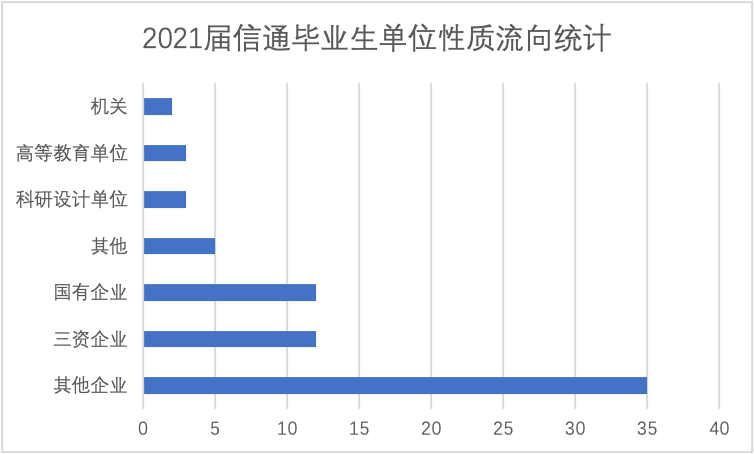 2021届信通毕业生单位性质流向统计
机关
高等教育单位
科研设计单位
其他
国有企业
三资企业
其他企业
0 5 10 15 20 25 30 35 40